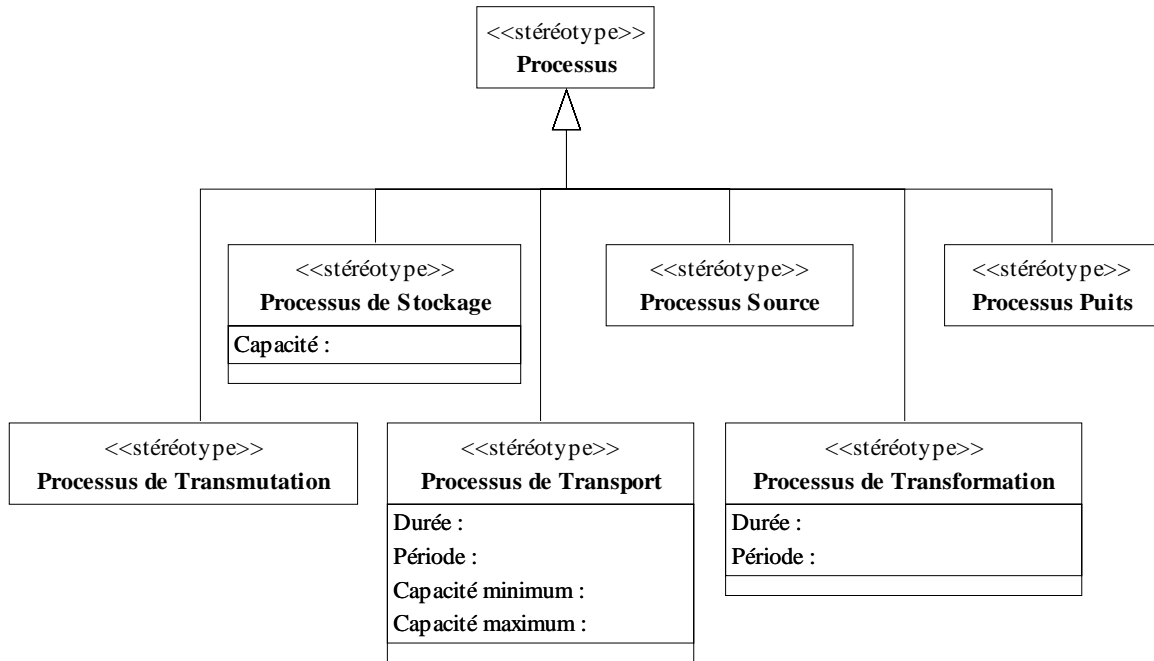 <<stéréotype>>
Processus
<<stéréotype>>
Processus de Stockage
Capacité :
<<stéréotype>>
Processus Source
<<stéréotype>>
Processus Puits
<<stéréotype>>
Processus de Transmutation
<<stéréotype>>
Processus de Transport
Durée :
Période :
Capacité minimum :
Capacité maximum :
<<stéréotype>>
Processus de Transformation
Durée :
Période :